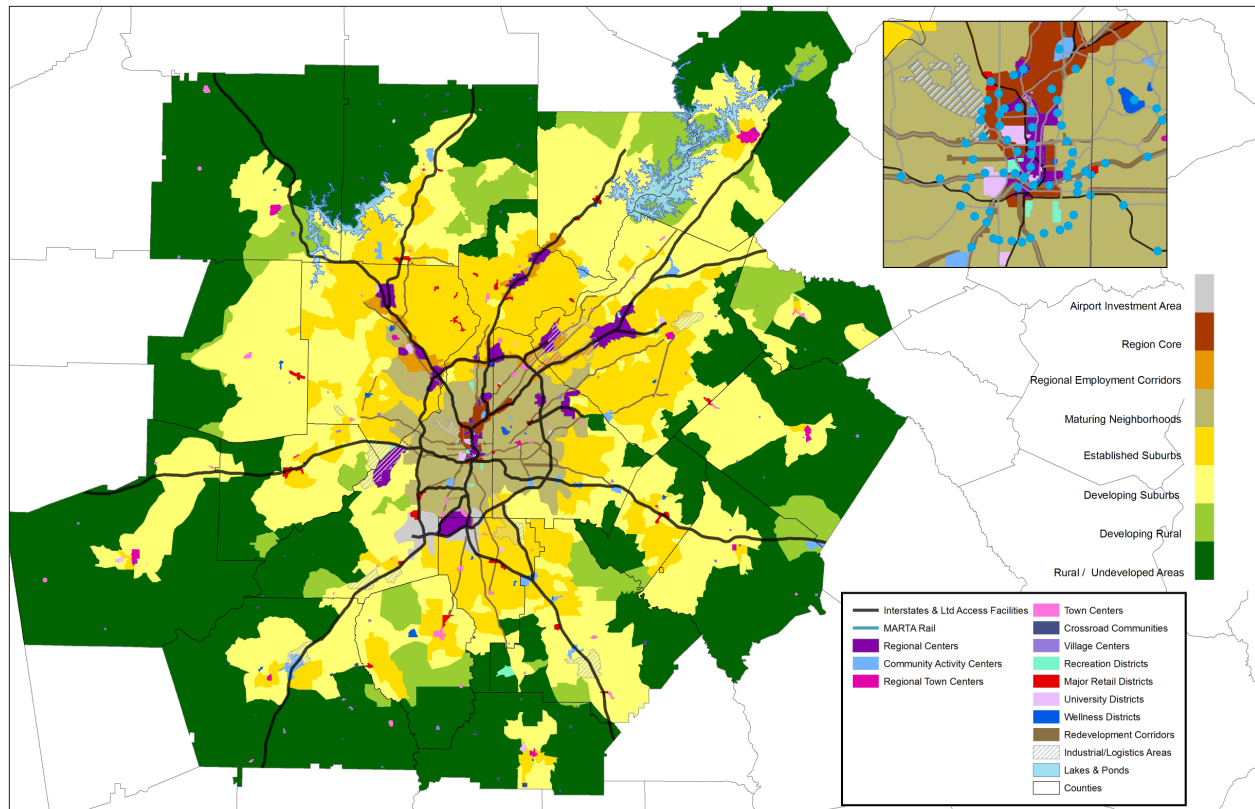 Airport Investment Area
Region Core
Regional Employment Corridors
Maturing Neighborhoods
Established Suburbs
Developing Suburbs
Developing Rural
Rural / Undeveloped Areas
Interstates & Ltd Access Facilities
MARTA Rail
Regional Centers
Community Activity Centers
Regional Town Centers
Town Centers
Crossroad Communities
Village Centers
Recreation Districts
Major Retail Districts
University Districts
Wellness Districts
Redevelopment Corridors
Industrial/Logistics Areas
Lakes & Ponds
Counties